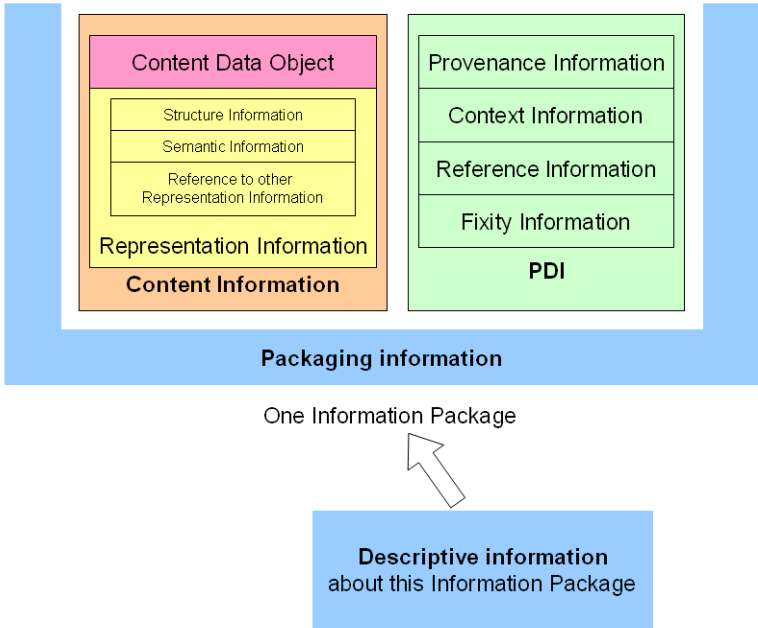 Content Data Object
Structure Information
Semantic Information
Reference to other
Representation Information
Representation Information
Content Information
Provenance Information
Context Information
Reference Information
Fixity Information
PDI
Packaging information
One Information Package
Descriptive information
about this Information Package